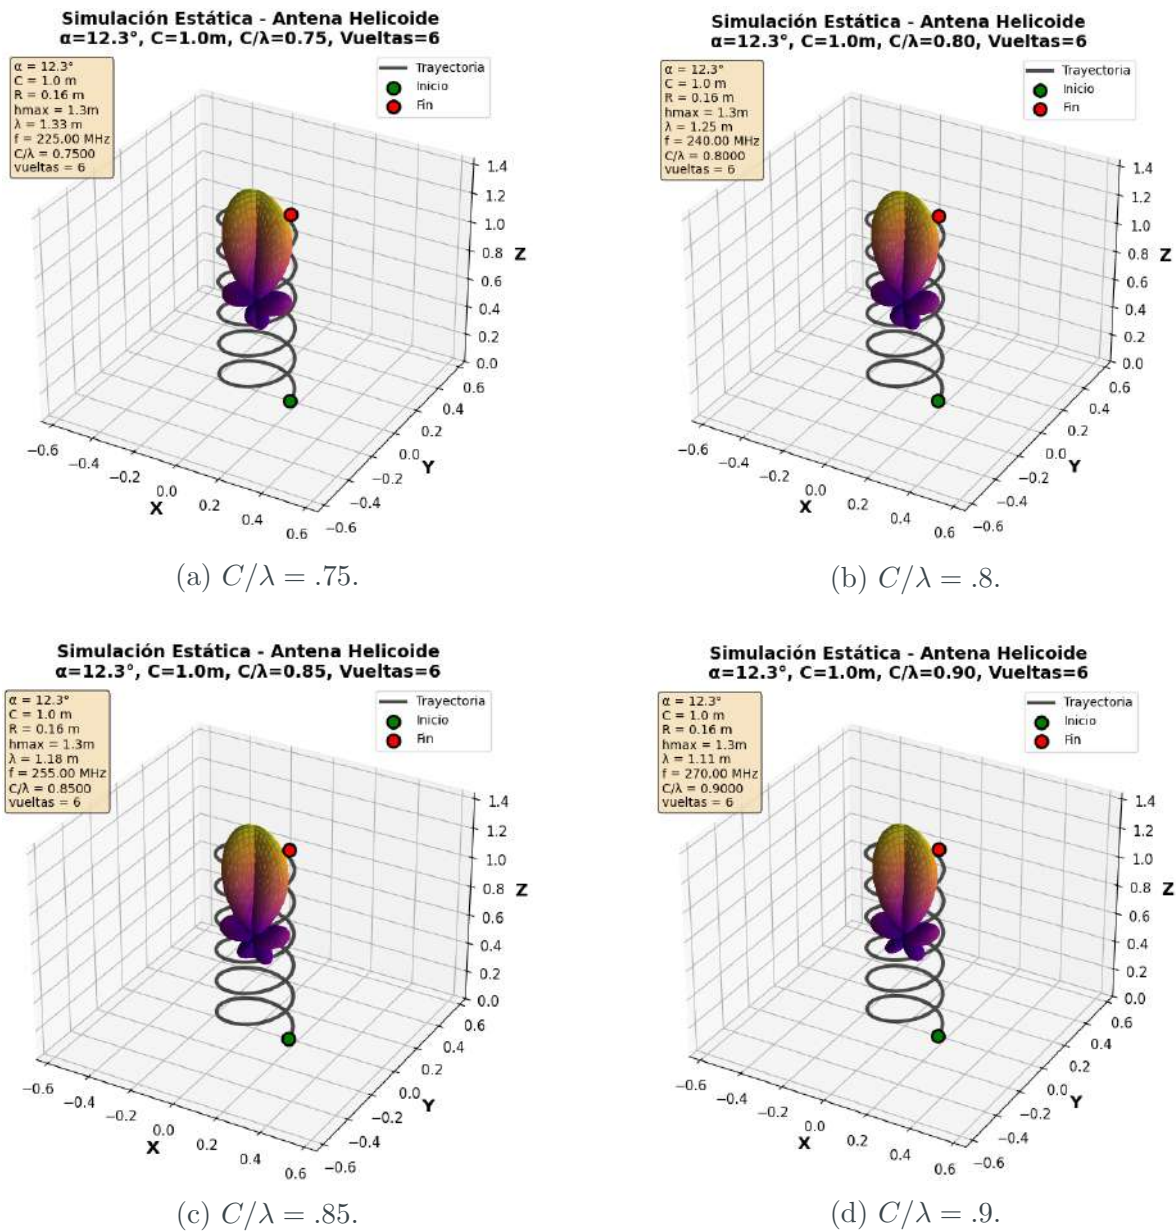 Simulación Estática - Antena Helicoide
α=12.3°, C=1.0m, C/λ=0.75, Vueltas=6
α = 12.3°
C = 1.0 m
R = 0.16 m
hmax = 1.3m
λ = 1.33 m
f = 225.00 MHz
C/λ = 0.7500
vueltas = 6
Trayectoria
Inicio
Fin
1.4
1.2
1.0
0.8
0.6
0.4
0.2
0.0
Z
0.6
0.4
0.2
0.0
−0.2
−0.4
−0.6
Y
−0.6
−0.4
−0.2
0.0
0.2
0.4
0.6
X
(a) C/λ = .75.
Simulación Estática - Antena Helicoide
α=12.3°, C=1.0m, C/λ=0.80, Vueltas=6
α = 12.3°
C = 1.0 m
R = 0.16 m
hmax = 1.3m
λ = 1.25 m
f = 240.00 MHz
C/λ = 0.8000
vueltas = 6
Trayectoria
Inicio
Fin
1.4
1.2
1.0
0.8
0.6
0.4
0.2
0.0
Z
0.6
0.4
0.2
0.0
−0.2
−0.4
−0.6
Y
−0.6
−0.4
−0.2
0.0
0.2
0.4
0.6
X
(b) C/λ = .8.
Simulación Estática - Antena Helicoide
α=12.3°, C=1.0m, C/λ=0.85, Vueltas=6
α = 12.3°
C = 1.0 m
R = 0.16 m
hmax = 1.3m
λ = 1.18 m
f = 255.00 MHz
C/λ = 0.8500
vueltas = 6
Trayectoria
Inicio
Fin
1.4
1.2
1.0
0.8
0.6
0.4
0.2
0.0
Z
0.6
0.4
0.2
0.0
−0.2
−0.4
−0.6
Y
−0.6
−0.4
−0.2
0.0
0.2
0.4
0.6
X
(c) C/λ = .85.
Simulación Estática - Antena Helicoide
α=12.3°, C=1.0m, C/λ=0.90, Vueltas=6
α = 12.3°
C = 1.0 m
R = 0.16 m
hmax = 1.3m
λ = 1.11 m
f = 270.00 MHz
C/λ = 0.9000
vueltas = 6
Trayectoria
Inicio
Fin
1.4
1.2
1.0
0.8
0.6
0.4
0.2
0.0
Z
0.6
0.4
0.2
0.0
−0.2
−0.4
−0.6
Y
−0.6
−0.4
−0.2
0.0
0.2
0.4
0.6
X
(d) C/λ = .9.